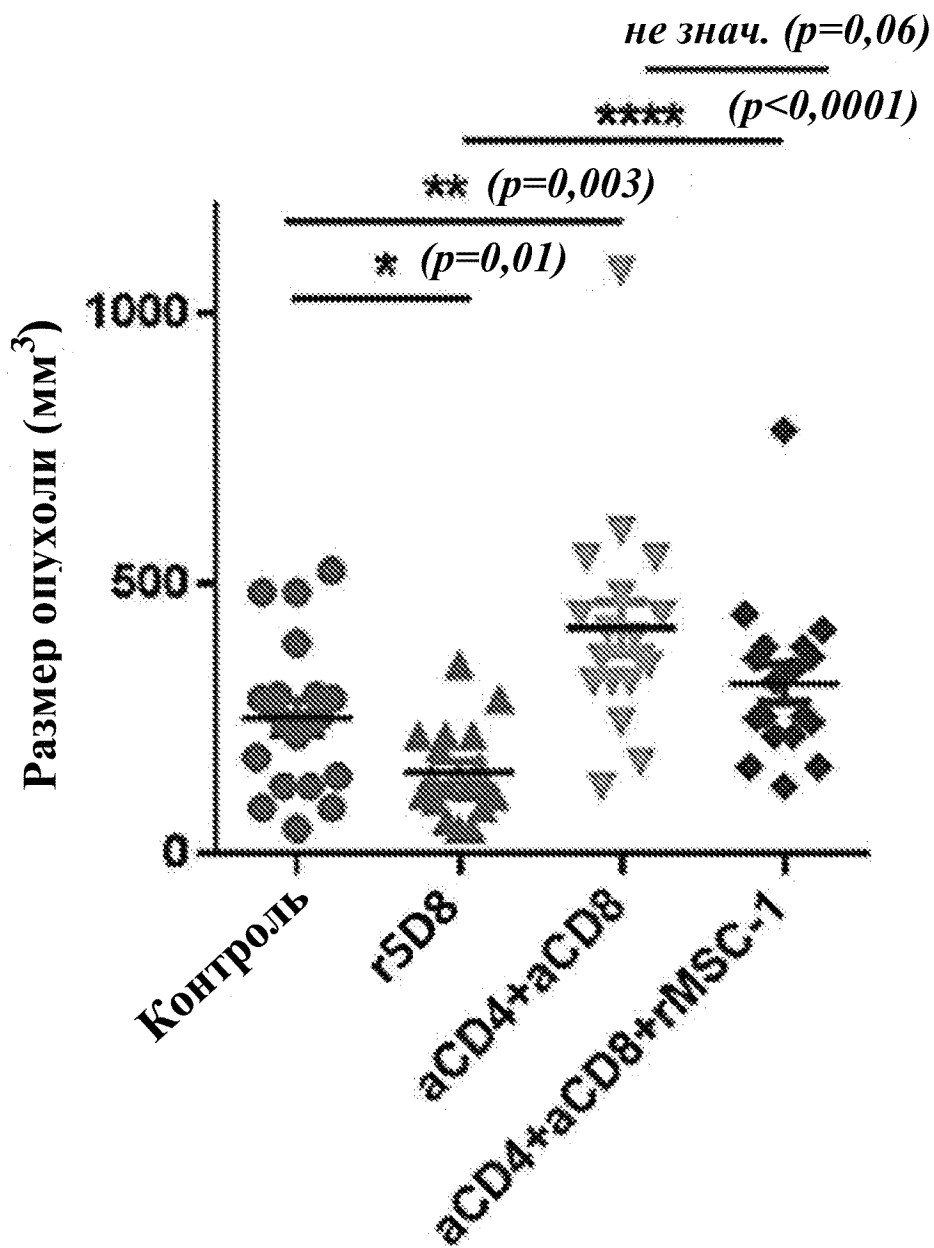 не знач. (p=0,06)
**** (p<0,0001)
** (p=0,003)
* (p=0,01)
Размер опухоли (мм³)
1000
500
0
Контроль
r5D8
aCD4+aCD8
aCD4+aCD8+rMSC-1